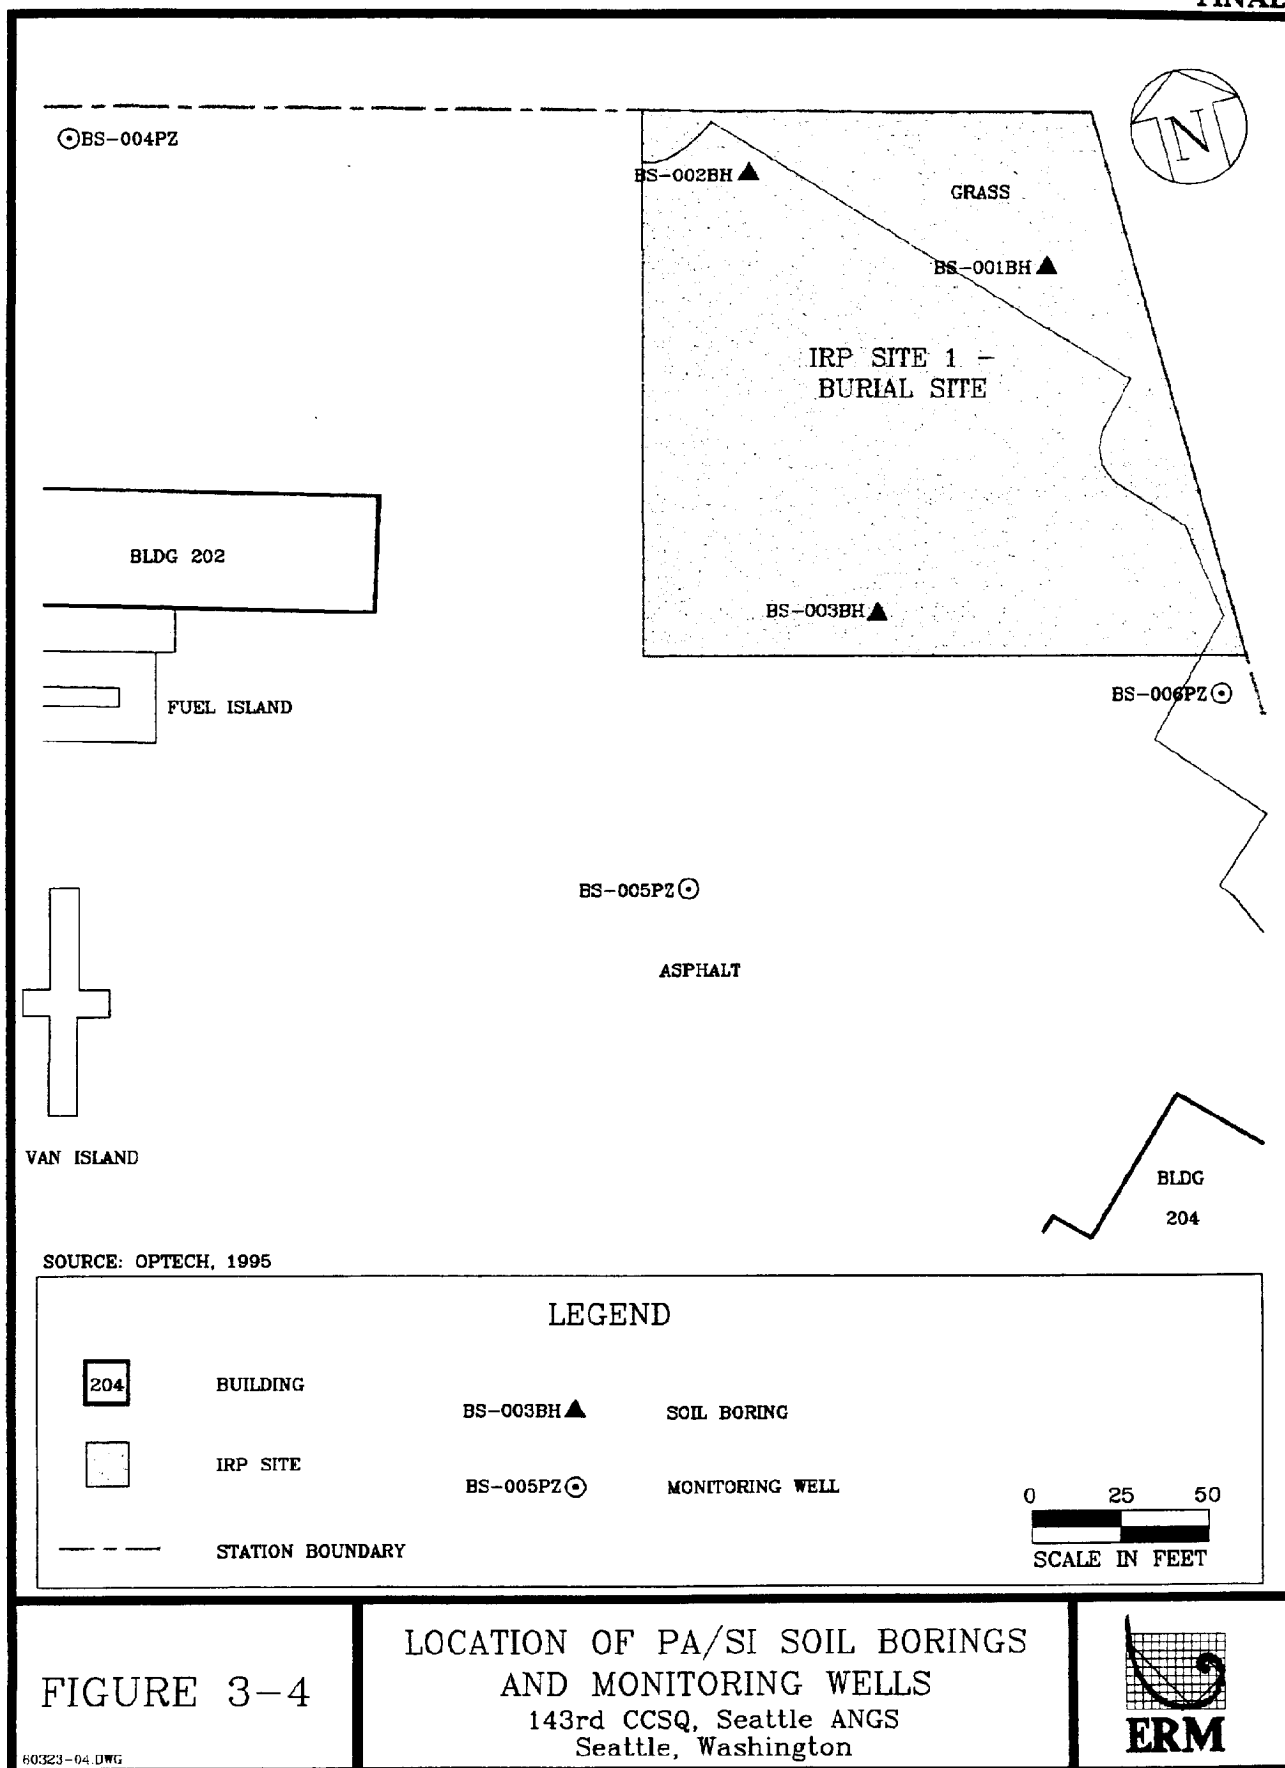 FINAL
N
BS-004PZ
BS-002BH
GRASS
BS-001BH
IRP SITE 1 -
BURIAL SITE
BLDG 202
BS-003BH
BS-006PZ
FUEL ISLAND
BS-005PZ
ASPHALT
VAN ISLAND
BLDG
204
SOURCE: OPTECH, 1995
LEGEND
204 BUILDING
BS-003BH SOIL BORING
IRP SITE
BS-005PZ MONITORING WELL
0 25 50
SCALE IN FEET
STATION BOUNDARY
FIGURE 3-4
60323-04.DWG
LOCATION OF PA/SI SOIL BORINGS
AND MONITORING WELLS
143rd CCSQ, Seattle ANGS
Seattle, Washington
ERM